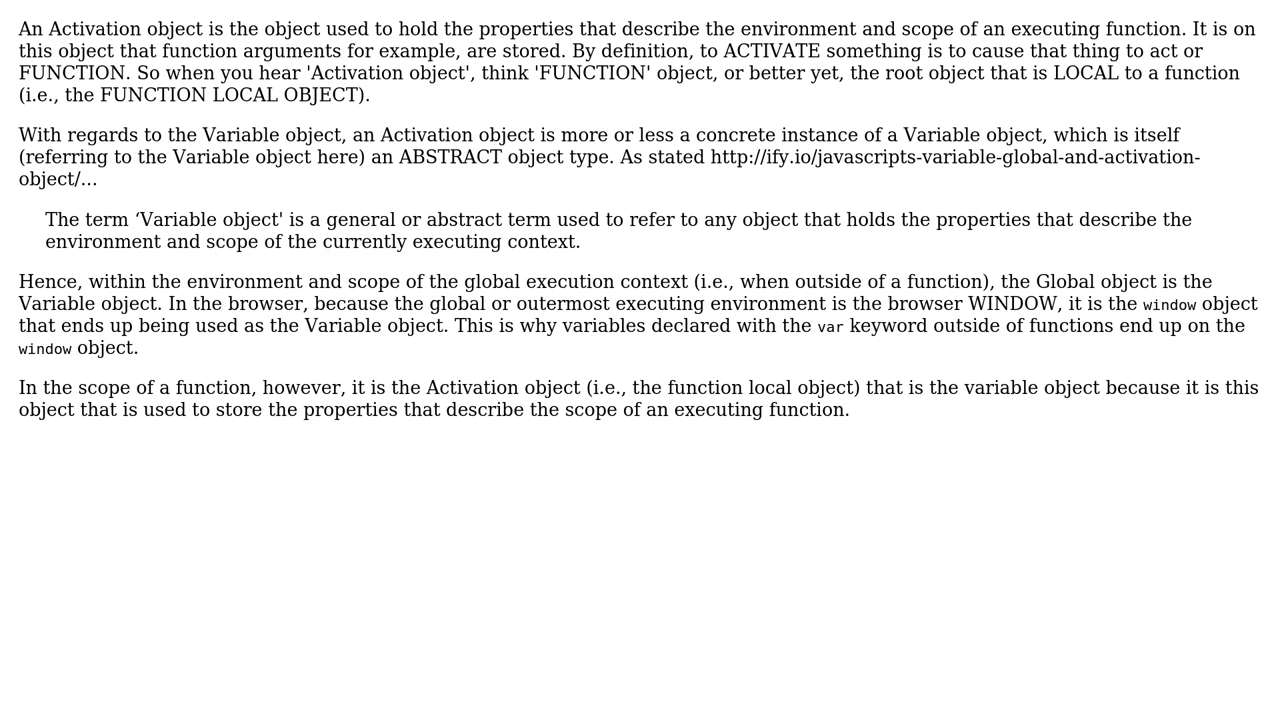 An Activation object is the object used to hold the properties that describe the environment and scope of an executing function. It is on
this object that function arguments for example, are stored. By definition, to ACTIVATE something is to cause that thing to act or
FUNCTION. So when you hear 'Activation object', think 'FUNCTION' object, or better yet, the root object that is LOCAL to a function
(i.e., the FUNCTION LOCAL OBJECT).
With regards to the Variable object, an Activation object is more or less a concrete instance of a Variable object, which is itself
(referring to the Variable object here) an ABSTRACT object type. As stated http://ify.io/javascripts-variable-global-and-activation-
object/...
The term ‘Variable object' is a general or abstract term used to refer to any object that holds the properties that describe the
environment and scope of the currently executing context.
Hence, within the environment and scope of the global execution context (i.e., when outside of a function), the Global object is the
Variable object. In the browser, because the global or outermost executing environment is the browser WINDOW, it is the window object
that ends up being used as the Variable object. This is why variables declared with the var keyword outside of functions end up on the
window object.
In the scope of a function, however, it is the Activation object (i.e., the function local object) that is the variable object because it is this
object that is used to store the properties that describe the scope of an executing function.